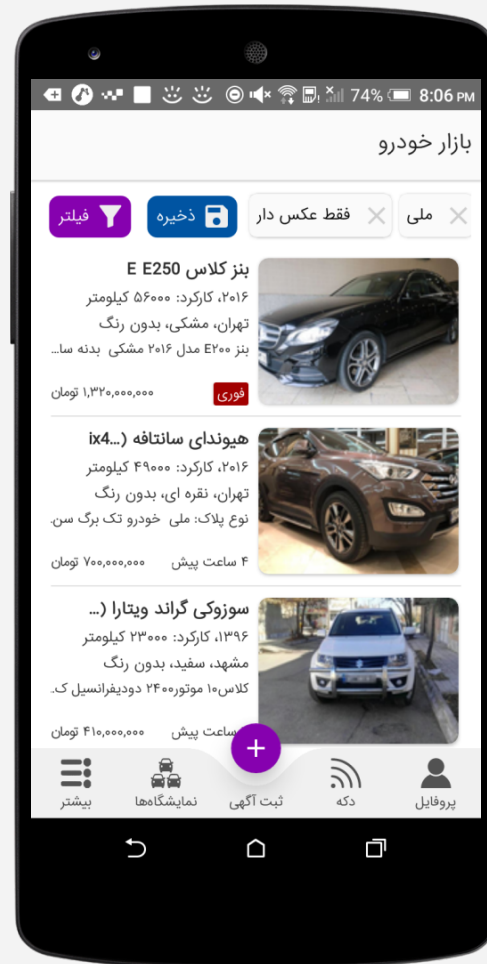 74% 8:06 PM
بازار خودرو
ملی
فقط عکس دار
ذخیره
فیلتر
بنز کلاس E E250
۲۰۱۶، کارکرد: ۵۶۰۰۰ کیلومتر
تهران، مشکی، بدون رنگ
بنز E۲۰۰ مدل ۲۰۱۶ مشکی بدنه سا...
فوری
۱,۳۲۰,۰۰۰,۰۰۰ تومان
هیوندای سانتافه (...ix4
۲۰۱۶، کارکرد: ۴۹۰۰۰ کیلومتر
تهران، نقره ای، بدون رنگ
نوع پلاک: ملی خودرو تک برگ سن.
۴ ساعت پیش
۷۰۰,۰۰۰,۰۰۰ تومان
سوزوکی گراند ویتارا (...
۱۳۹۶، کارکرد: ۲۳۰۰۰ کیلومتر
مشهد، سفید، بدون رنگ
کلاس۱۰ موتور۲۴۰۰ دودیفرانسیل ک.
ساعت پیش
۴۱۰,۰۰۰,۰۰۰ تومان
پروفایل
دکه
ثبت آگهی
نمایشگاه‌ها
بیشتر